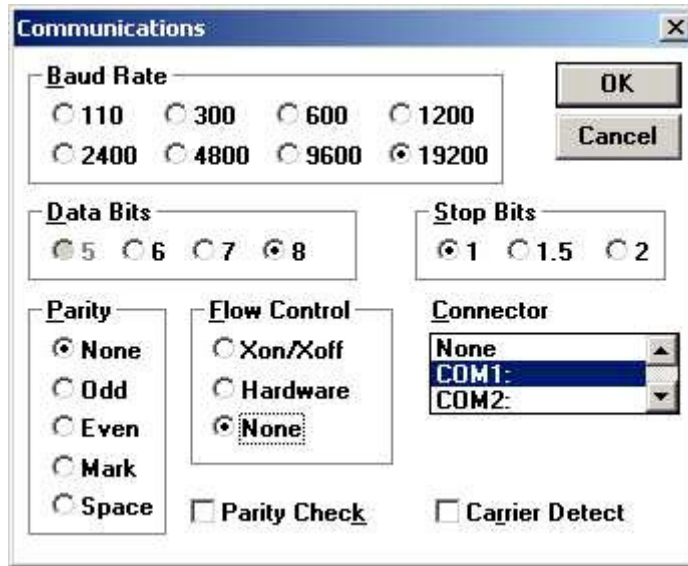 Communications
Baud Rate
110 300 600 1200
2400 4800 9600 19200
OK
Cancel
Data Bits
5 6 7 8
Stop Bits
1 1.5 2
Parity
None
Odd
Even
Mark
Space
Flow Control
Xon/Xoff
Hardware
None
Connector
None
COM1:
COM2:
Parity Check
Carrier Detect